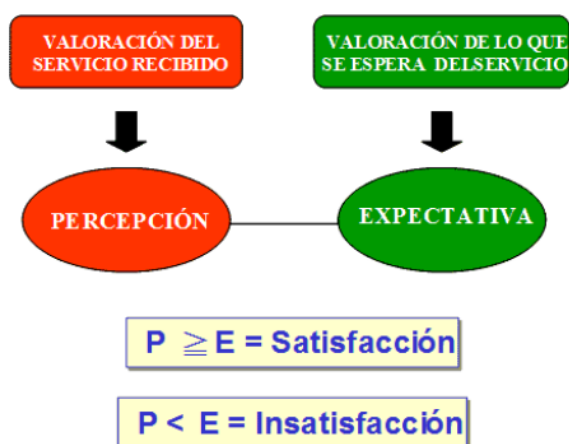 VALORACIÓN DEL
SERVICIO RECIBIDO
VALORACIÓN DE LO QUE
SE ESPERA DELSERVICIO
PERCEPCIÓN
EXPECTATIVA
P ≧ E = Satisfacción
P < E = Insatisfacción